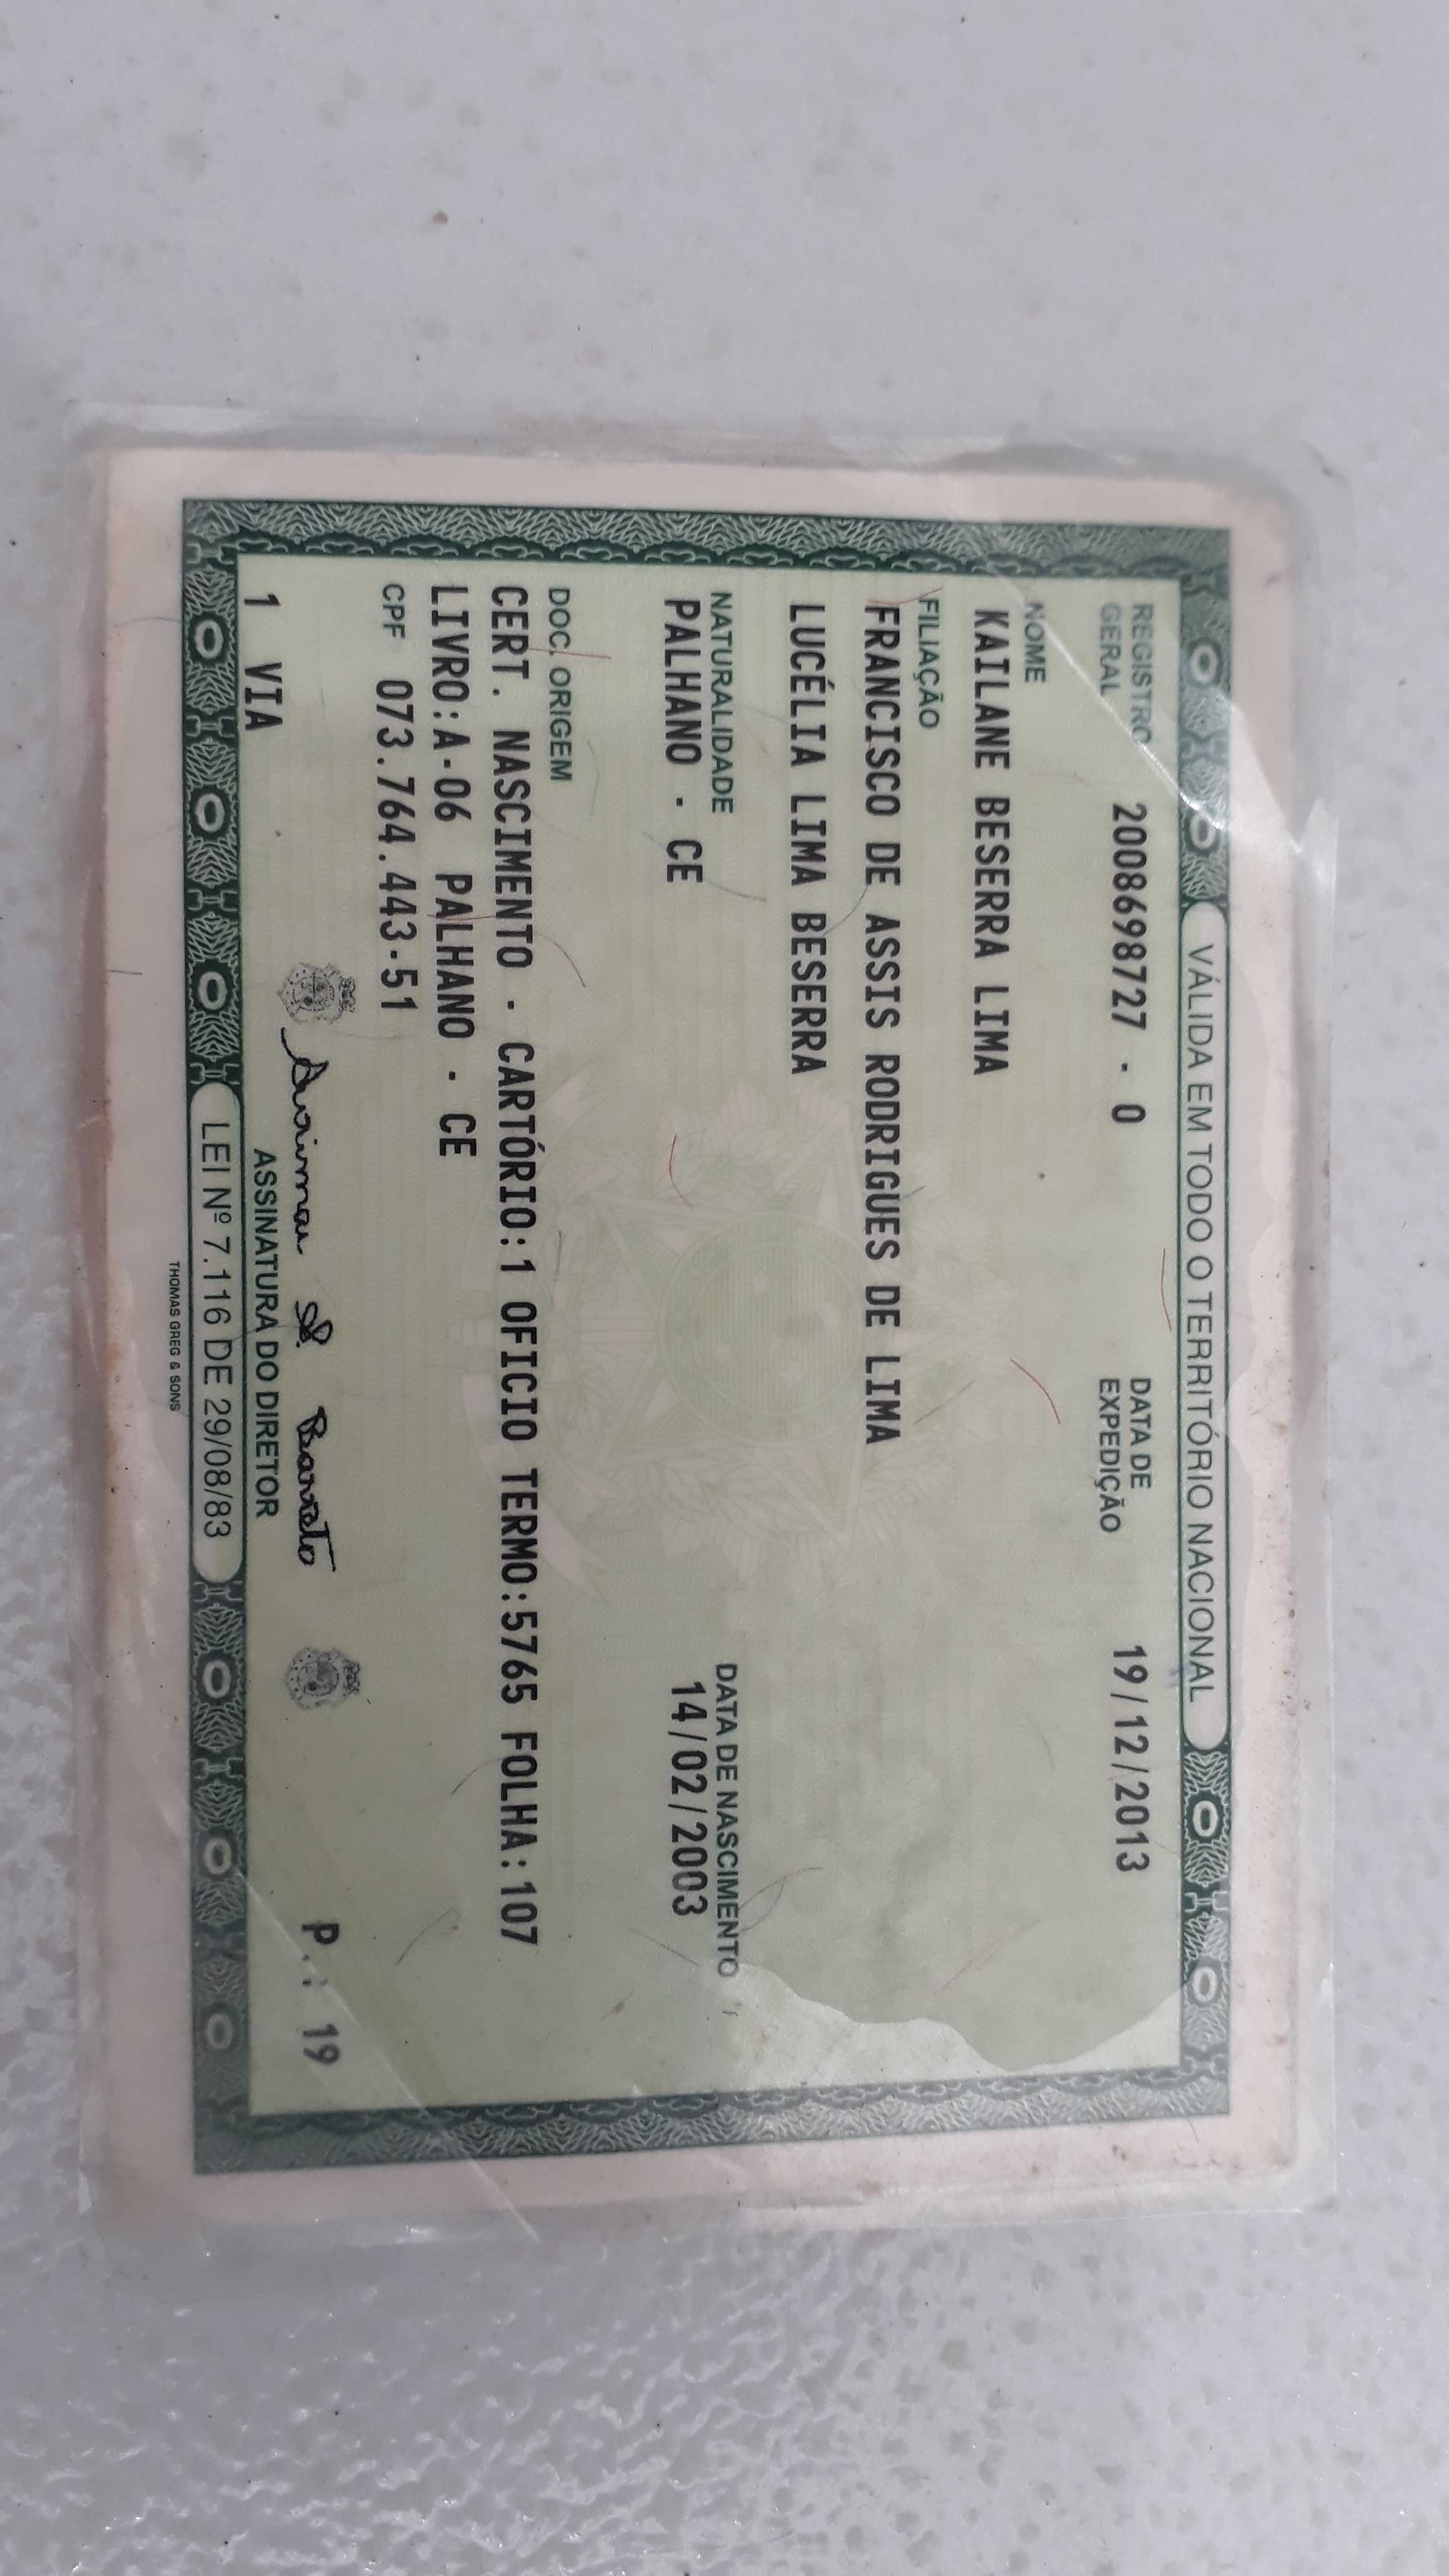 VÁLIDA EM TODO O TERRITÓRIO NACIONAL
REGISTRO GERAL 2008698727 - 0 DATA DE EXPEDIÇÃO 19/12/2013
NOME
KAILANE BESERRA LIMA
FILIAÇÃO
FRANCISCO DE ASSIS RODRIGUES DE LIMA
LUCÉLIA LIMA BESERRA
NATURALIDADE DATA DE NASCIMENTO
PALHANO - CE 14/02/2003
DOC. ORIGEM
CERT. NASCIMENTO - CARTÓRIO:1 OFICIO TERMO:5765 FOLHA:107
LIVRO:A-06 PALHANO - CE
CPF 073.764.443-51
P.: 19
1 VIA
ASSINATURA DO DIRETOR
LEI Nº 7.116 DE 29/08/83
THOMAS GREG & SONS